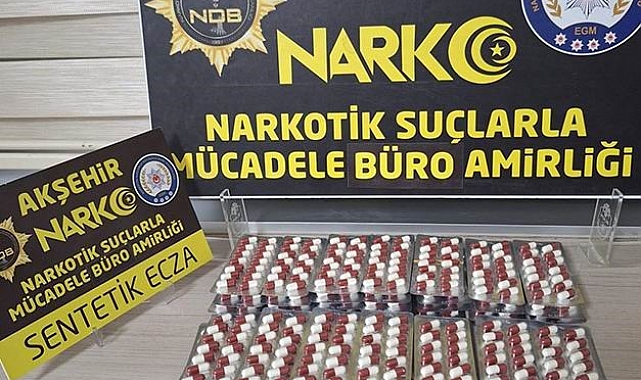 NDB
NARKO
EGM
NARKOTİK SUÇLARLA
MÜCADELE BÜRO AMİRLİĞİ
AKŞEHİR
NARKO
NDB
NARKOTİK SUÇLARLA
MÜCADELE BÜRO AMİRLİĞİ
SENTETİK ECZA